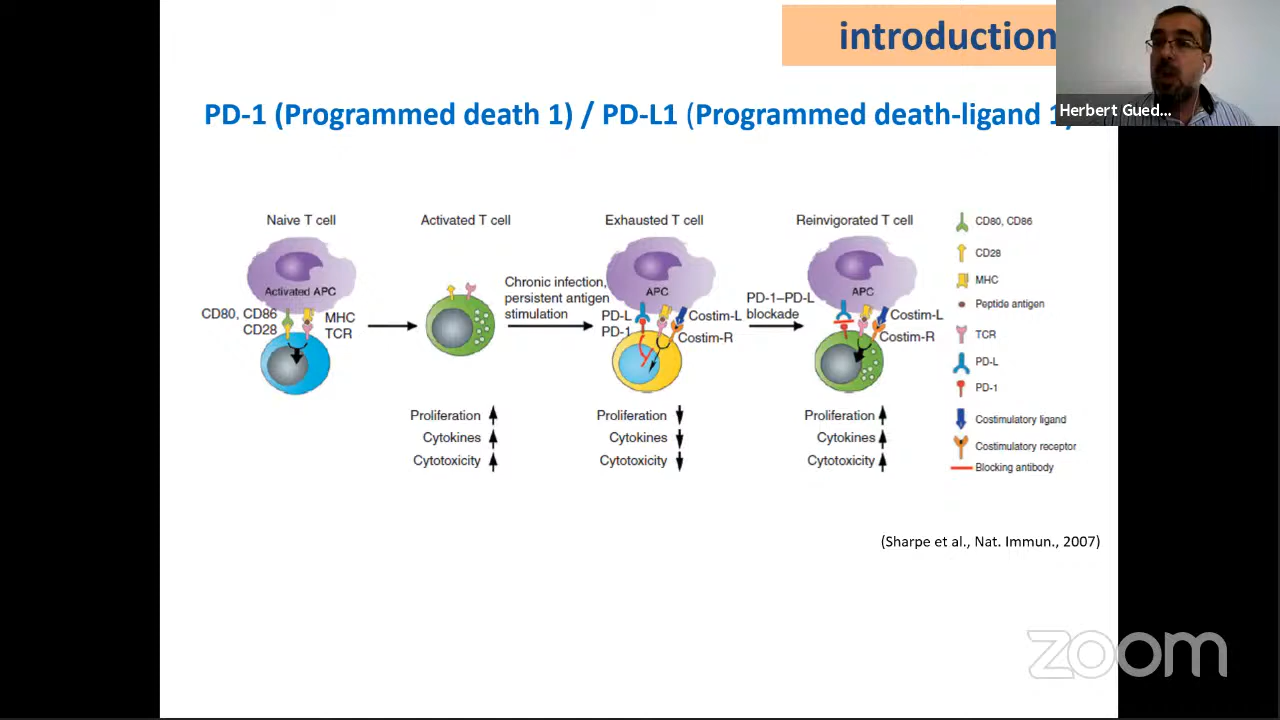 introduction
Herbert Gued...
PD-1 (Programmed death 1) / PD-L1 (Programmed death-ligand 1)
Naive T cell
Activated T cell
Exhausted T cell
Reinvigorated T cell
Activated APC
CD80, CD86
CD28
MHC
TCR
Chronic infection,
persistent antigen
stimulation
APC
PD-L
PD-1
Costim-L
Costim-R
PD-1–PD-L
blockade
APC
Costim-L
Costim-R
Proliferation
Cytokines
Cytotoxicity
Proliferation
Cytokines
Cytotoxicity
Proliferation
Cytokines
Cytotoxicity
CD80, CD86
CD28
MHC
Peptide antigen
TCR
PD-L
PD-1
Costimulatory ligand
Costimulatory receptor
Blocking antibody
(Sharpe et al., Nat. Immun., 2007)
zoom